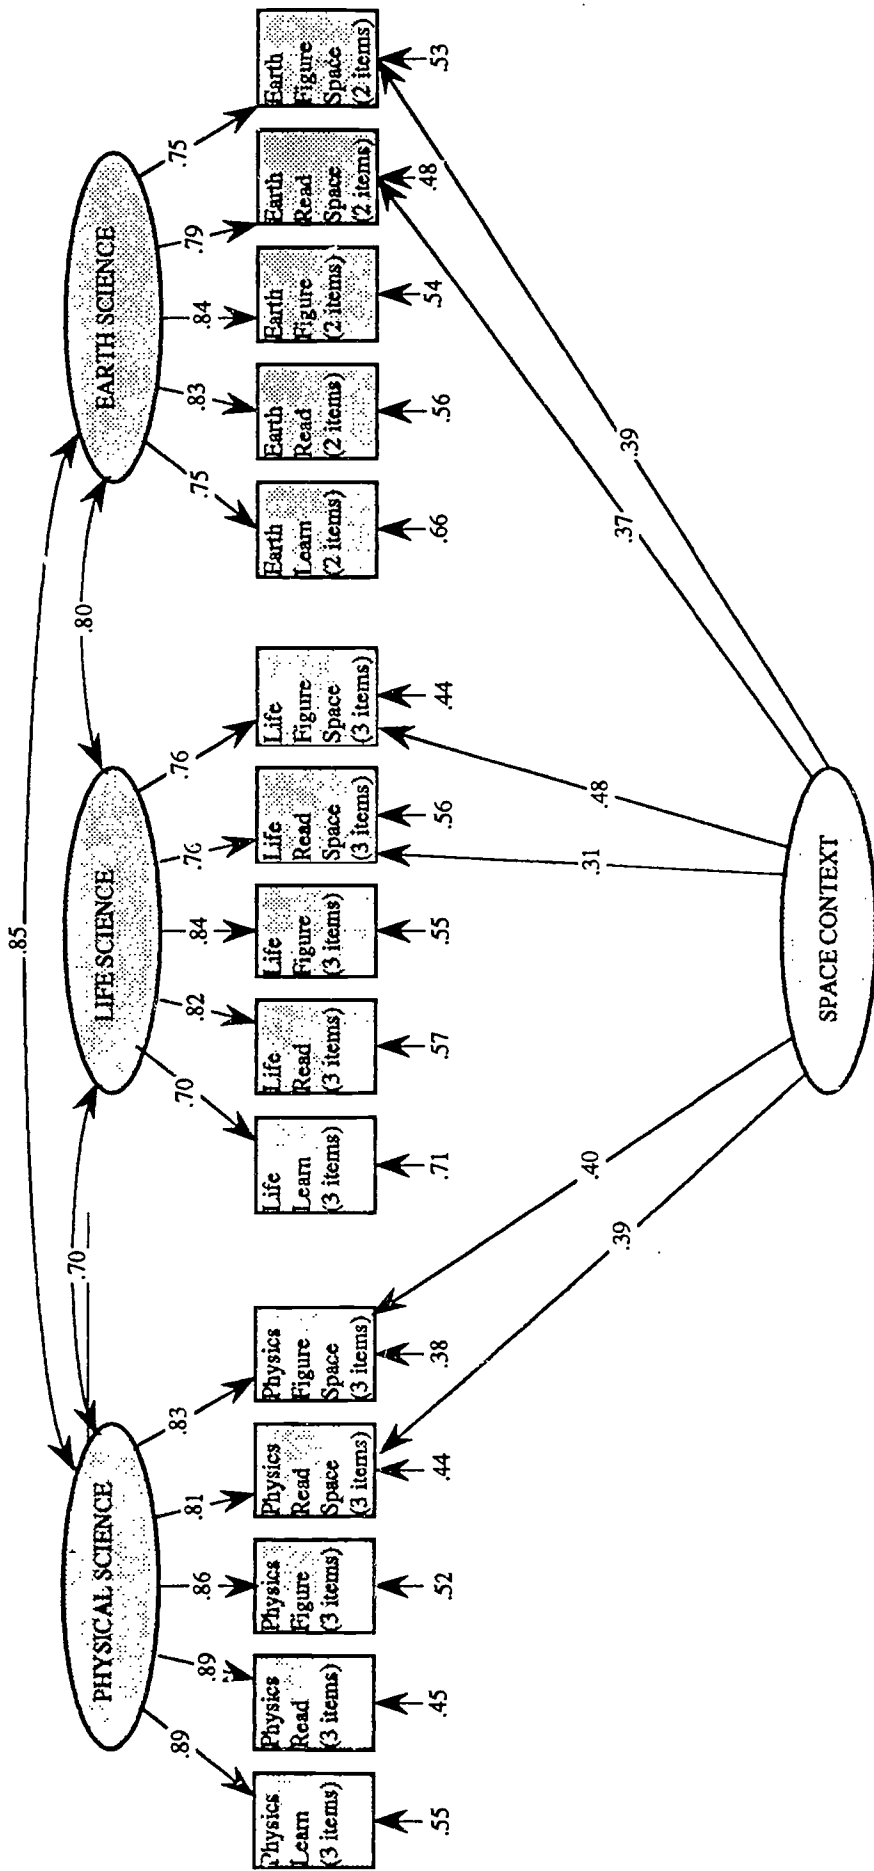 .85
.70
.80
PHYSICAL SCIENCE
LIFE SCIENCE
EARTH SCIENCE
.89
.89
.86
.81
.83
.70
.82
.84
.76
.76
.75
.83
.84
.79
.75
Physics
Learn
(3 items)
Physics
Read
(3 items)
Physics
Figure
(3 items)
Physics
Read
Space
(3 items)
Physics
Figure
Space
(3 items)
Life
Learn
(3 items)
Life
Read
(3 items)
Life
Figure
(3 items)
Life
Read
Space
(3 items)
Life
Figure
Space
(3 items)
Earth
Learn
(2 items)
Earth
Read
(2 items)
Earth
Figure
(2 items)
Earth
Read
Space
(2 items)
Earth
Figure
Space
(2 items)
.55
.45
.52
.44
.38
.71
.57
.55
.56
.44
.66
.56
.54
.48
.53
.39
.40
.31
.48
.37
.39
SPACE CONTEXT